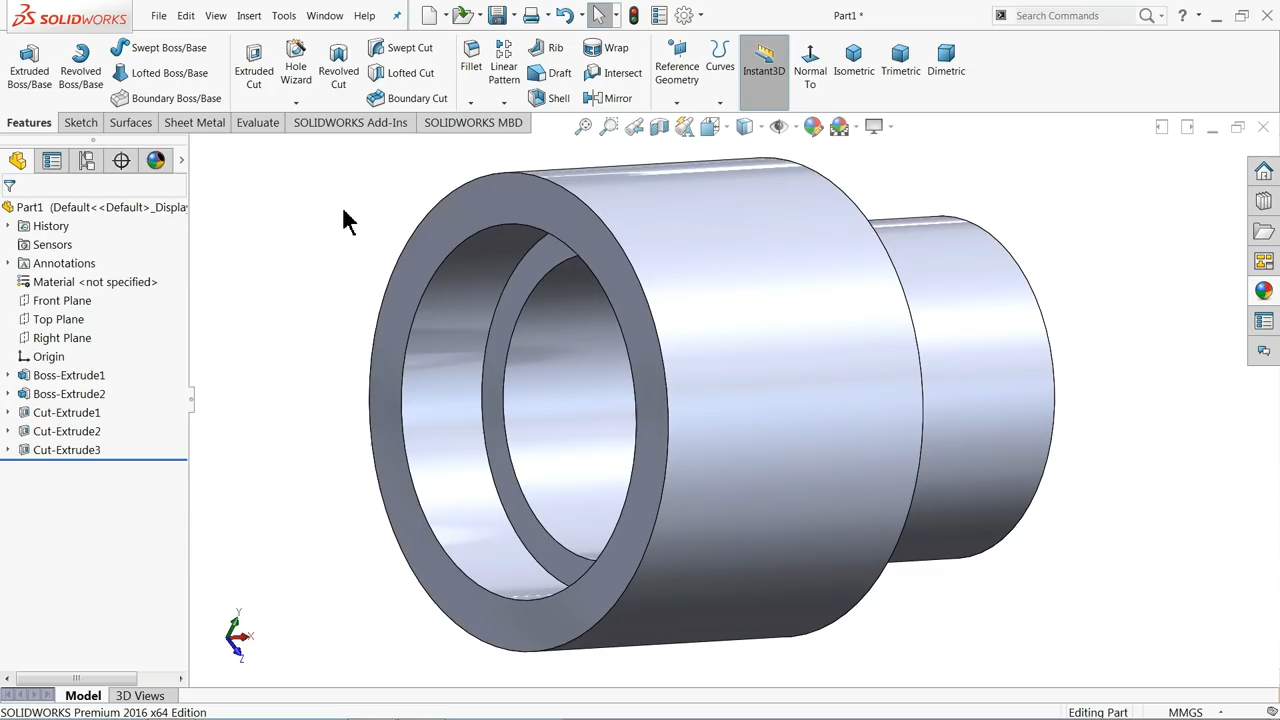 SOLIDWORKS File Edit View Insert Tools Window Help Part1 * Search Commands ?
Extruded Boss/Base
Revolved Boss/Base
Swept Boss/Base
Lofted Boss/Base
Boundary Boss/Base
Extruded Cut
Hole Wizard
Revolved Cut
Swept Cut
Lofted Cut
Boundary Cut
Fillet
Linear Pattern
Rib
Draft
Shell
Wrap
Intersect
Mirror
Reference Geometry
Curves
Instant3D
Normal To
Isometric
Trimetric
Dimetric
Features Sketch Surfaces Sheet Metal Evaluate SOLIDWORKS Add-Ins SOLIDWORKS MBD
Part1 (Default<<Default>_Displa
History
Sensors
Annotations
Material <not specified>
Front Plane
Top Plane
Right Plane
Origin
Boss-Extrude1
Boss-Extrude2
Cut-Extrude1
Cut-Extrude2
Cut-Extrude3
Y
X
Z
Model 3D Views
SOLIDWORKS Premium 2016 x64 Edition Editing Part MMGS